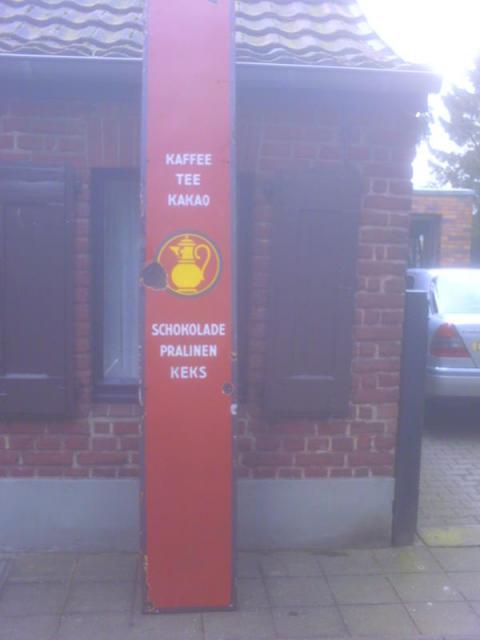 KAFFEE
TEE
KAKAO
SCHOKOLADE
PRALINEN
KEKS